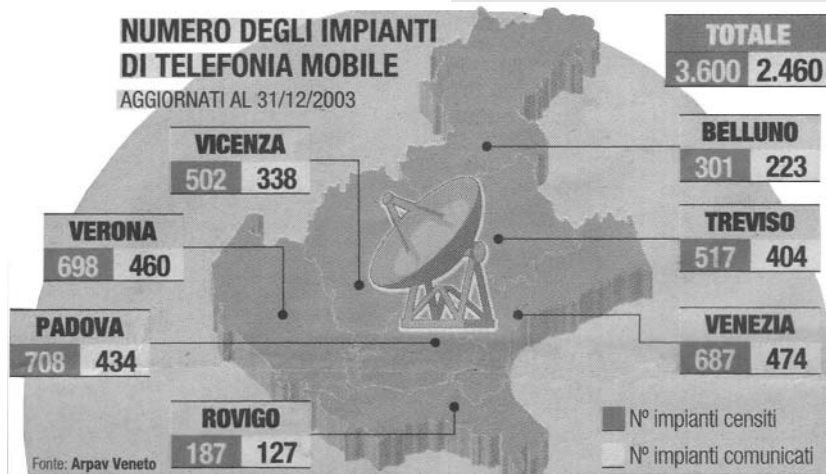 NUMERO DEGLI IMPIANTI
DI TELEFONIA MOBILE
AGGIORNATI AL 31/12/2003
TOTALE
3.600 2.460
VICENZA
502 338
BELLUNO
301 223
VERONA
698 460
TREVISO
517 404
PADOVA
708 434
VENEZIA
687 474
ROVIGO
187 127
Nº impianti censiti
Nº impianti comunicati
Fonte: Arpav Veneto